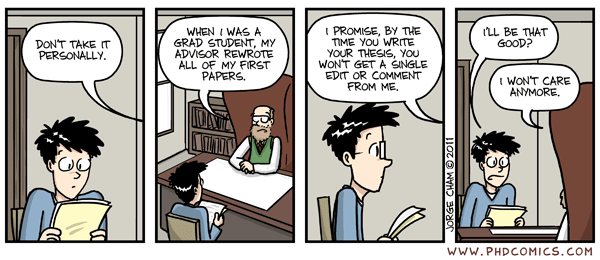 DON'T TAKE IT
PERSONALLY.
WHEN I WAS A
GRAD STUDENT, MY
ADVISOR REWROTE
ALL OF MY FIRST
PAPERS.
I PROMISE, BY THE
TIME YOU WRITE
YOUR THESIS, YOU
WON'T GET A SINGLE
EDIT OR COMMENT
FROM ME.
JORGE CHAM © 2011
I'LL BE THAT
GOOD?
I WON'T CARE
ANYMORE.
WWW.PHDCOMICS.COM